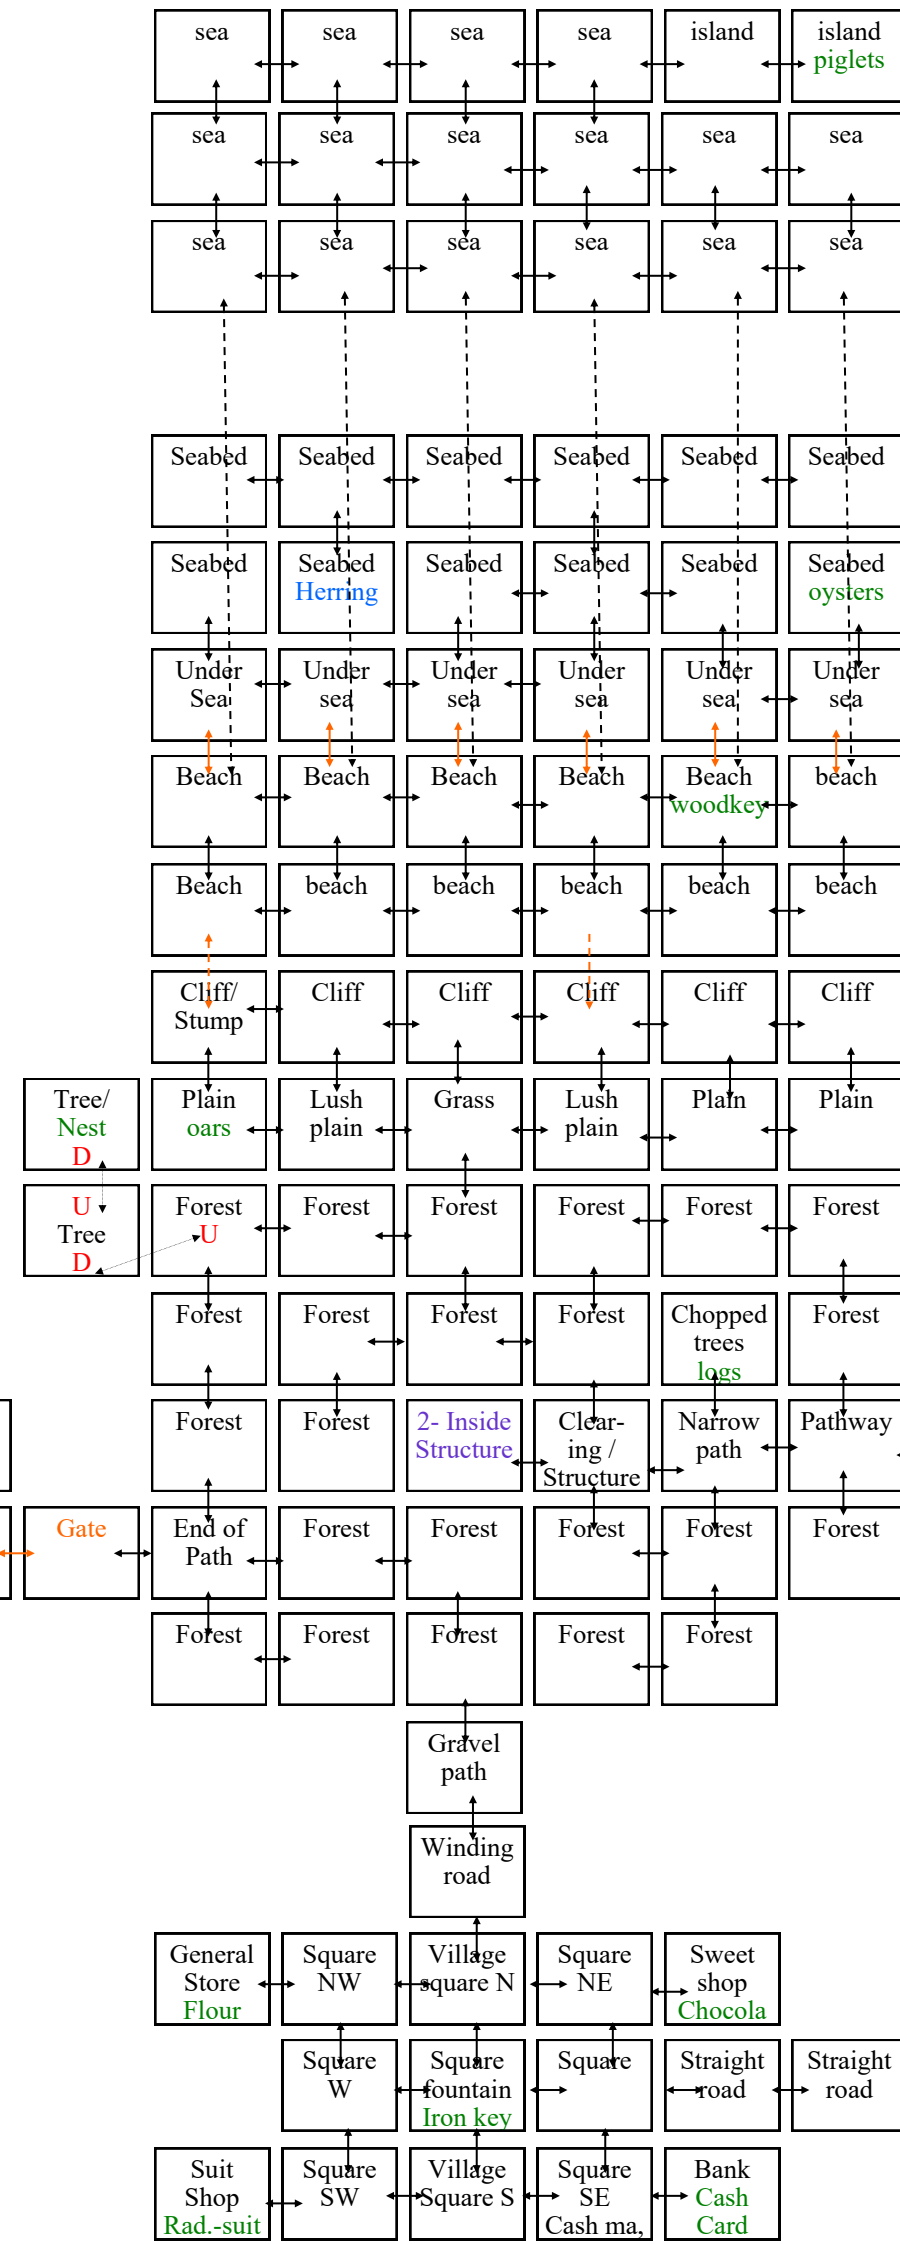 sea sea sea sea island island
piglets
sea sea sea sea sea sea
sea sea sea sea sea sea
Seabed Seabed Seabed Seabed Seabed Seabed
Seabed Seabed Seabed Seabed Seabed Seabed
Herring oysters
Under Under Under Under Under Under
Sea sea sea sea sea sea
Beach Beach Beach Beach Beach beach
woodkey
Beach beach beach beach beach beach
Cliff/ Cliff Cliff Cliff Cliff Cliff
Stump
Tree/ Plain Lush Grass Lush Plain Plain
Nest oars plain plain
D
U Forest Forest Forest Forest Forest Forest
Tree U
D
Forest Forest Forest Forest Chopped Forest
trees
logs
Forest Forest 2- Inside Clear- Narrow Pathway
Structure ing / path
Structure
Gate End of Forest Forest Forest Forest Forest
Path
Forest Forest Forest Forest Forest
Gravel
path
Winding
road
General Square Village Square Sweet
Store NW square N NE shop
Flour Chocola
Square Square Square Straight Straight
W fountain road road
Iron key
Suit Square Village Square Bank
Shop SW Square S SE Cash
Rad.-suit Cash ma, Card